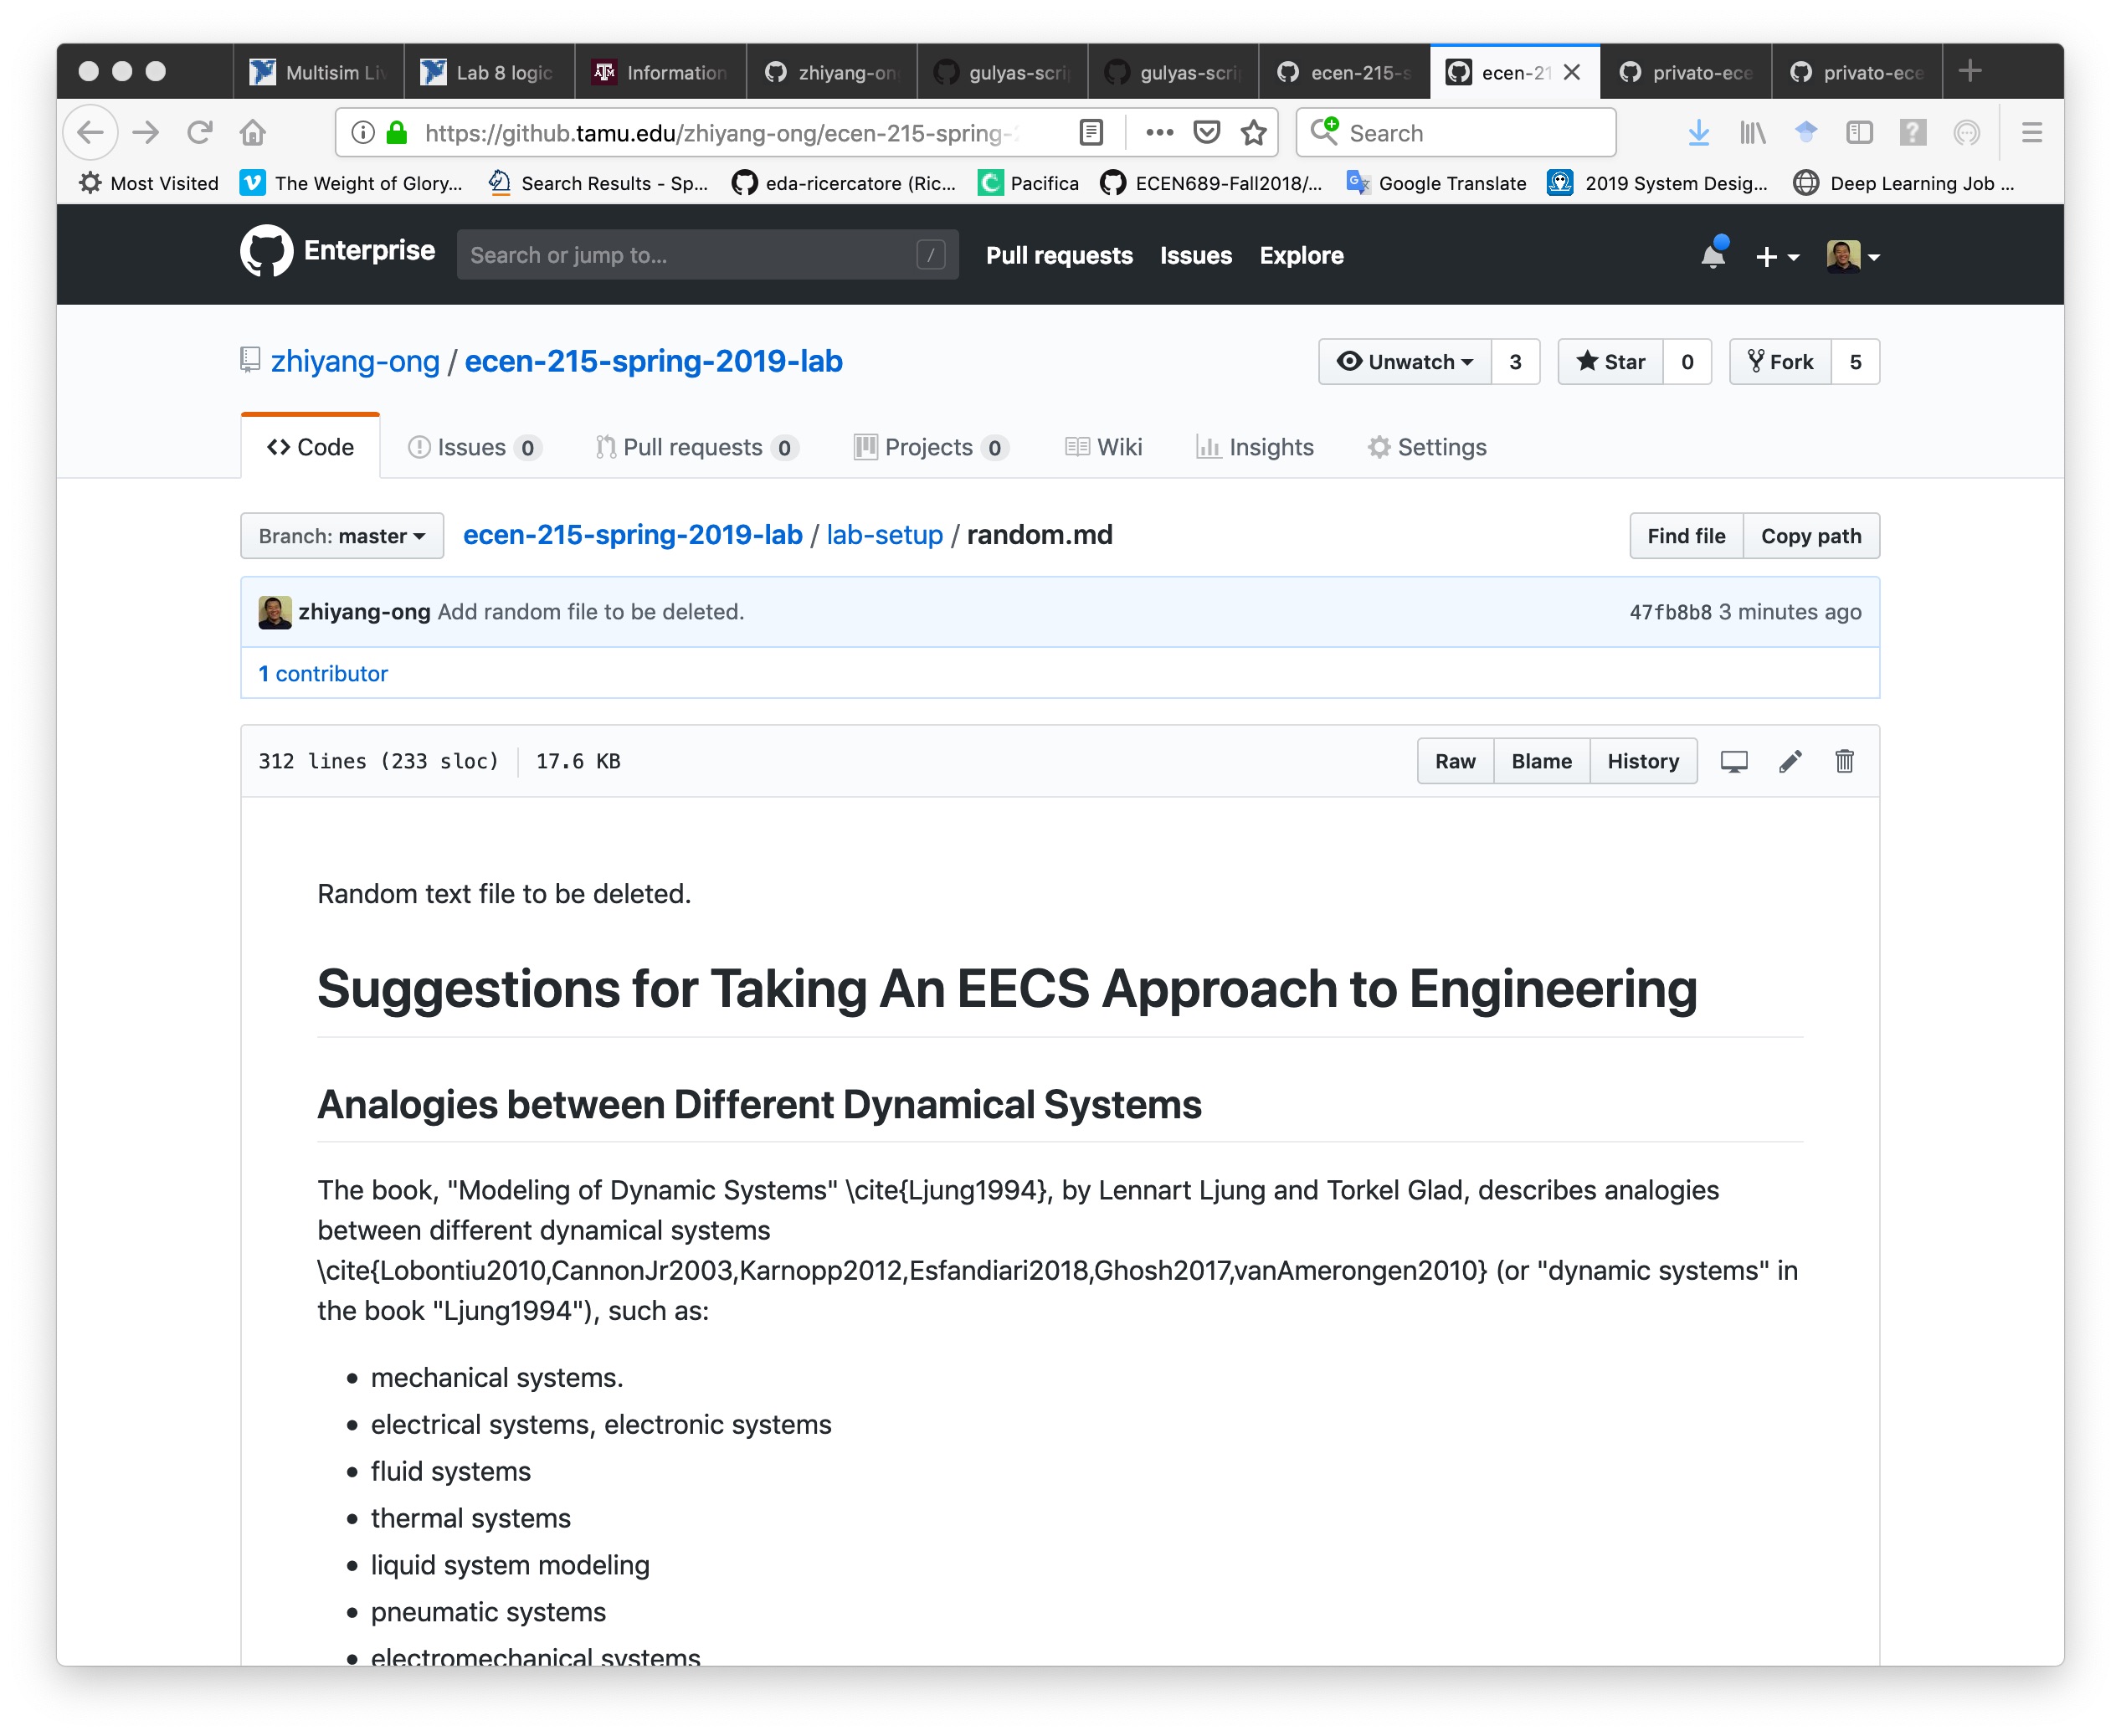 Multisim Liv
Lab 8 logic
Information
zhiyang-on
gulyas-scri
gulyas-scri
ecen-215-s
ecen-21
privato-ece
privato-ece
https://github.tamu.edu/zhiyang-ong/ecen-215-spring-
Search
Most Visited
The Weight of Glory...
Search Results - Sp...
eda-ricercatore (Ric...
Pacifica
ECEN689-Fall2018/...
Google Translate
2019 System Desig...
Deep Learning Job ...
Enterprise
Search or jump to...
/
Pull requests
Issues
Explore
zhiyang-ong / ecen-215-spring-2019-lab
Unwatch 3
Star 0
Fork 5
Code
Issues 0
Pull requests 0
Projects 0
Wiki
Insights
Settings
Branch: master
ecen-215-spring-2019-lab / lab-setup / random.md
Find file
Copy path
zhiyang-ong Add random file to be deleted.
47fb8b8 3 minutes ago
1 contributor
312 lines (233 sloc) 17.6 KB
Raw
Blame
History
Random text file to be deleted.
Suggestions for Taking An EECS Approach to Engineering
Analogies between Different Dynamical Systems
The book, "Modeling of Dynamic Systems" \cite{Ljung1994}, by Lennart Ljung and Torkel Glad, describes analogies
between different dynamical systems
\cite{Lobontiu2010,CannonJr2003,Karnopp2012,Esfandiari2018,Ghosh2017,vanAmerongen2010} (or "dynamic systems" in
the book "Ljung1994"), such as:
• mechanical systems.
• electrical systems, electronic systems
• fluid systems
• thermal systems
• liquid system modeling
• pneumatic systems
• electromechanical systems